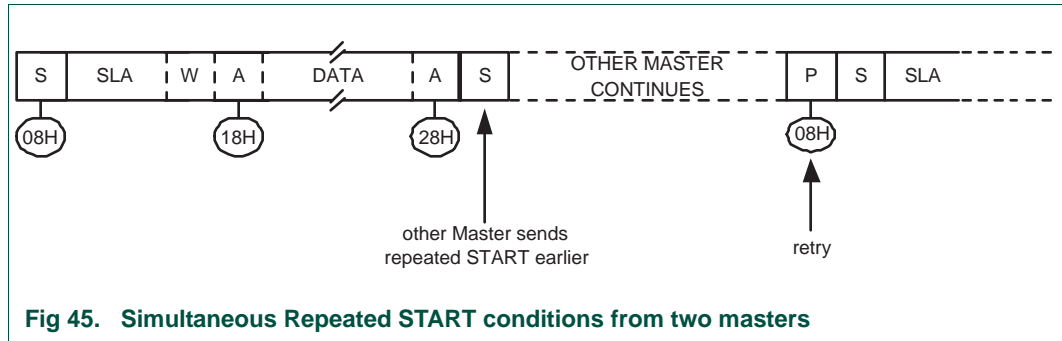 S SLA W A DATA A S OTHER MASTER CONTINUES P S SLA
08H 18H 28H 08H
other Master sends
repeated START earlier
retry
Fig 45. Simultaneous Repeated START conditions from two masters